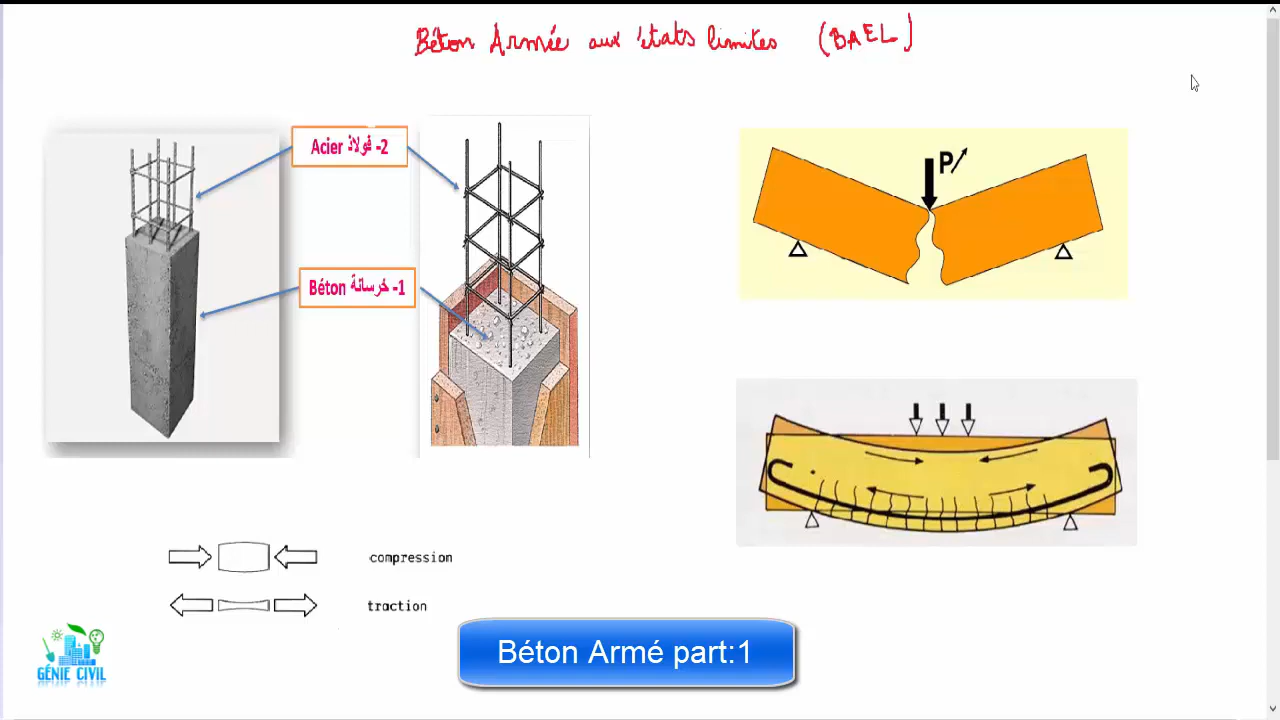 Béton Armée aux états limites (BAEL)
Acier فولاذ -2
Béton خرسانة -1
P
compression
traction
GÉNIE CIVIL
Béton Armé part:1